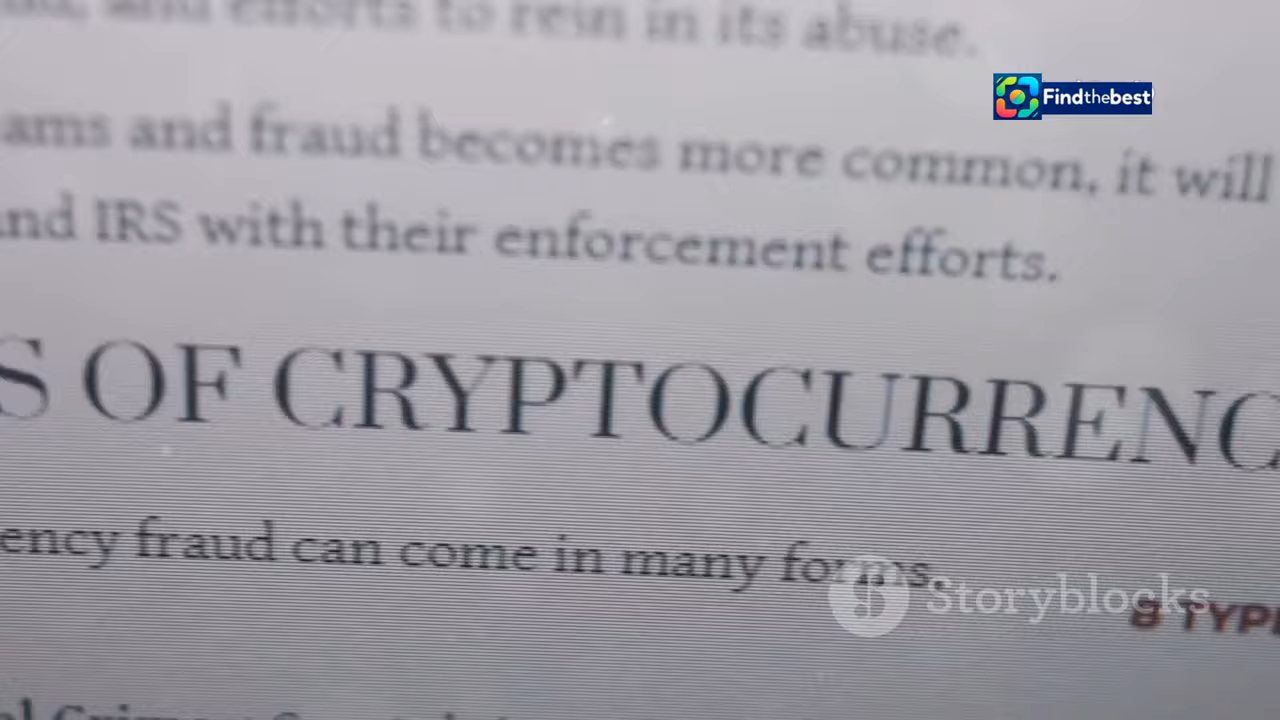 and efforts to rein in its abuse.
Findthebest
ams and fraud becomes more common, it will
nd IRS with their enforcement efforts.
S OF CRYPTOCURRENC
ency fraud can come in many forms.
Storyblocks
8 TYP